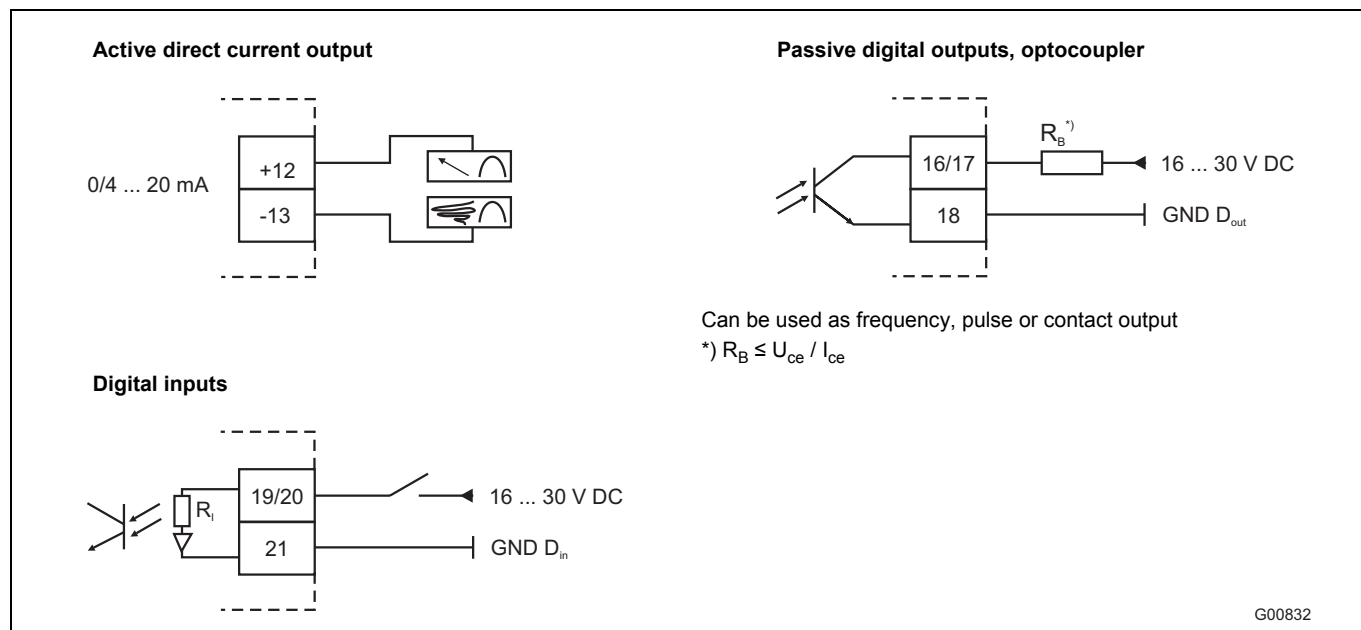 Active direct current output
0/4 ... 20 mA
+12
-13
Passive digital outputs, optocoupler
16/17
18
R_B *)
16 ... 30 V DC
GND D_out
Can be used as frequency, pulse or contact output
*) R_B ≤ U_ce / I_ce
Digital inputs
R_I
19/20
21
16 ... 30 V DC
GND D_in
G00832